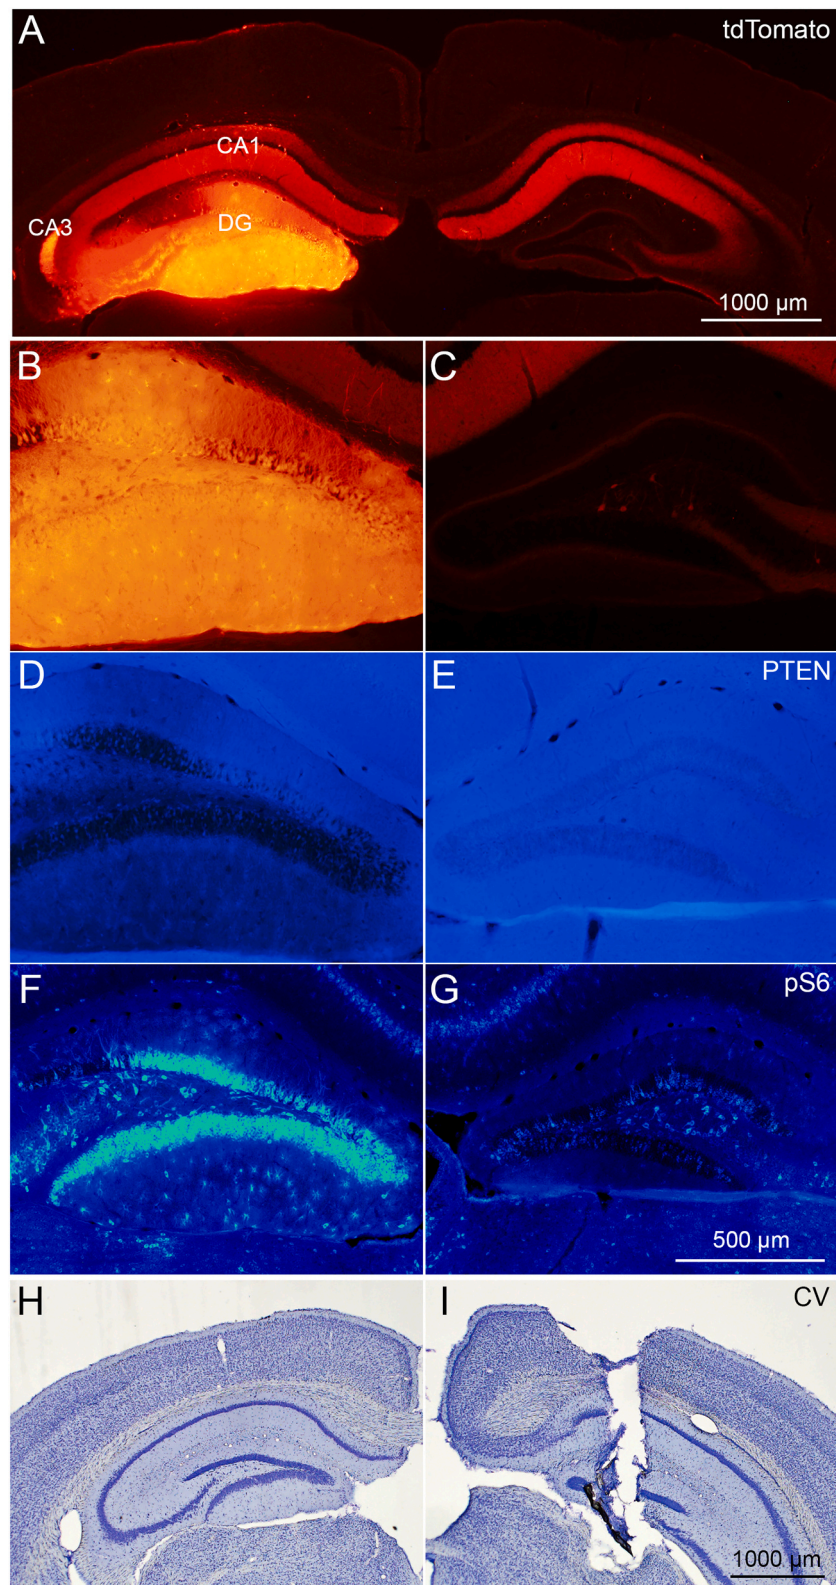 A tdTomato
CA1
CA3
DG
1000 µm
B C
D E PTEN
F G pS6
500 µm
H I CV
1000 µm